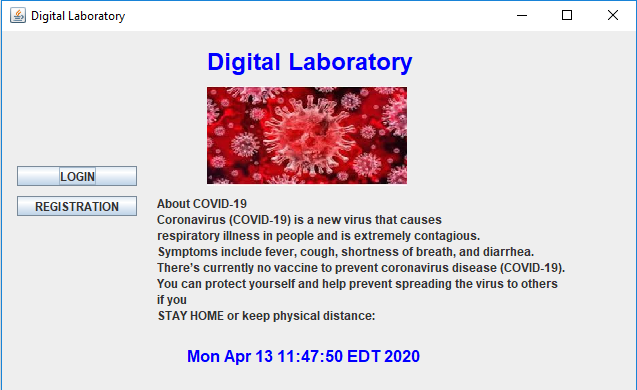 Digital Laboratory
Digital Laboratory
LOGIN
REGISTRATION
About COVID-19
Coronavirus (COVID-19) is a new virus that causes
respiratory illness in people and is extremely contagious.
Symptoms include fever, cough, shortness of breath, and diarrhea.
There's currently no vaccine to prevent coronavirus disease (COVID-19).
You can protect yourself and help prevent spreading the virus to others
if you
STAY HOME or keep physical distance:
Mon Apr 13 11:47:50 EDT 2020